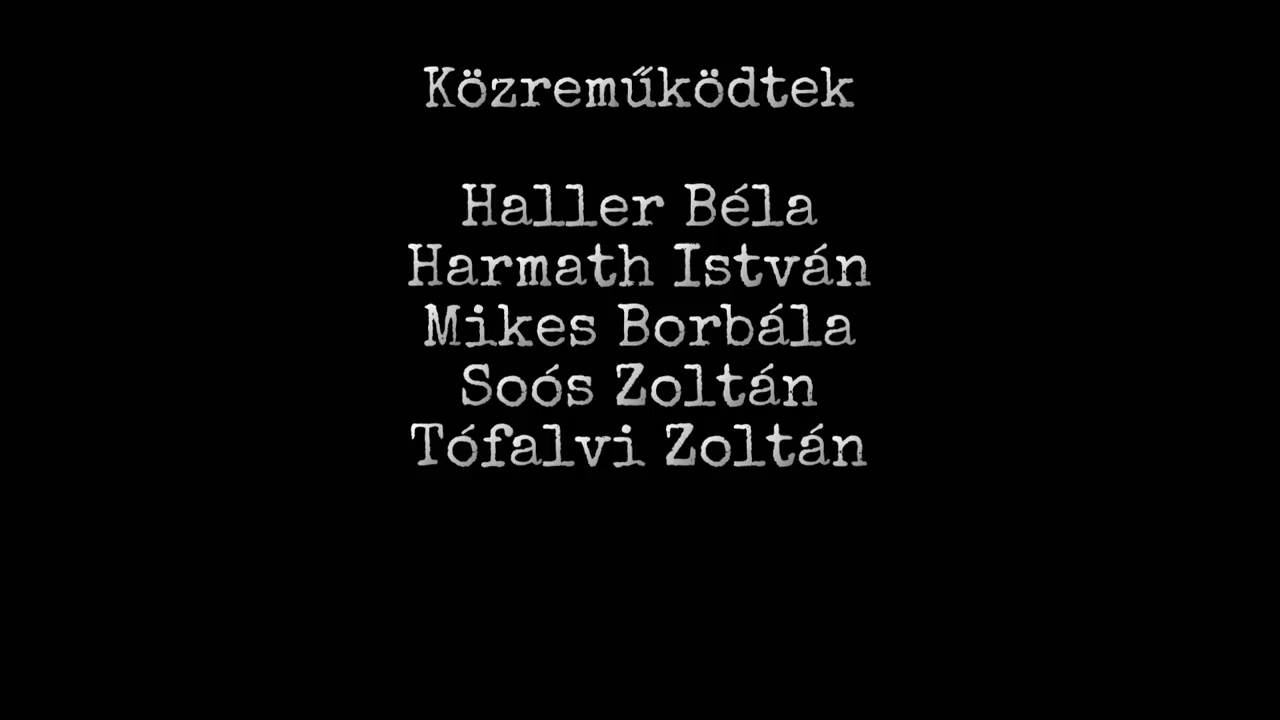 Közreműködtek
Haller Béla
Harmath István
Mikes Borbála
Soós Zoltán
Tófalvi Zoltán